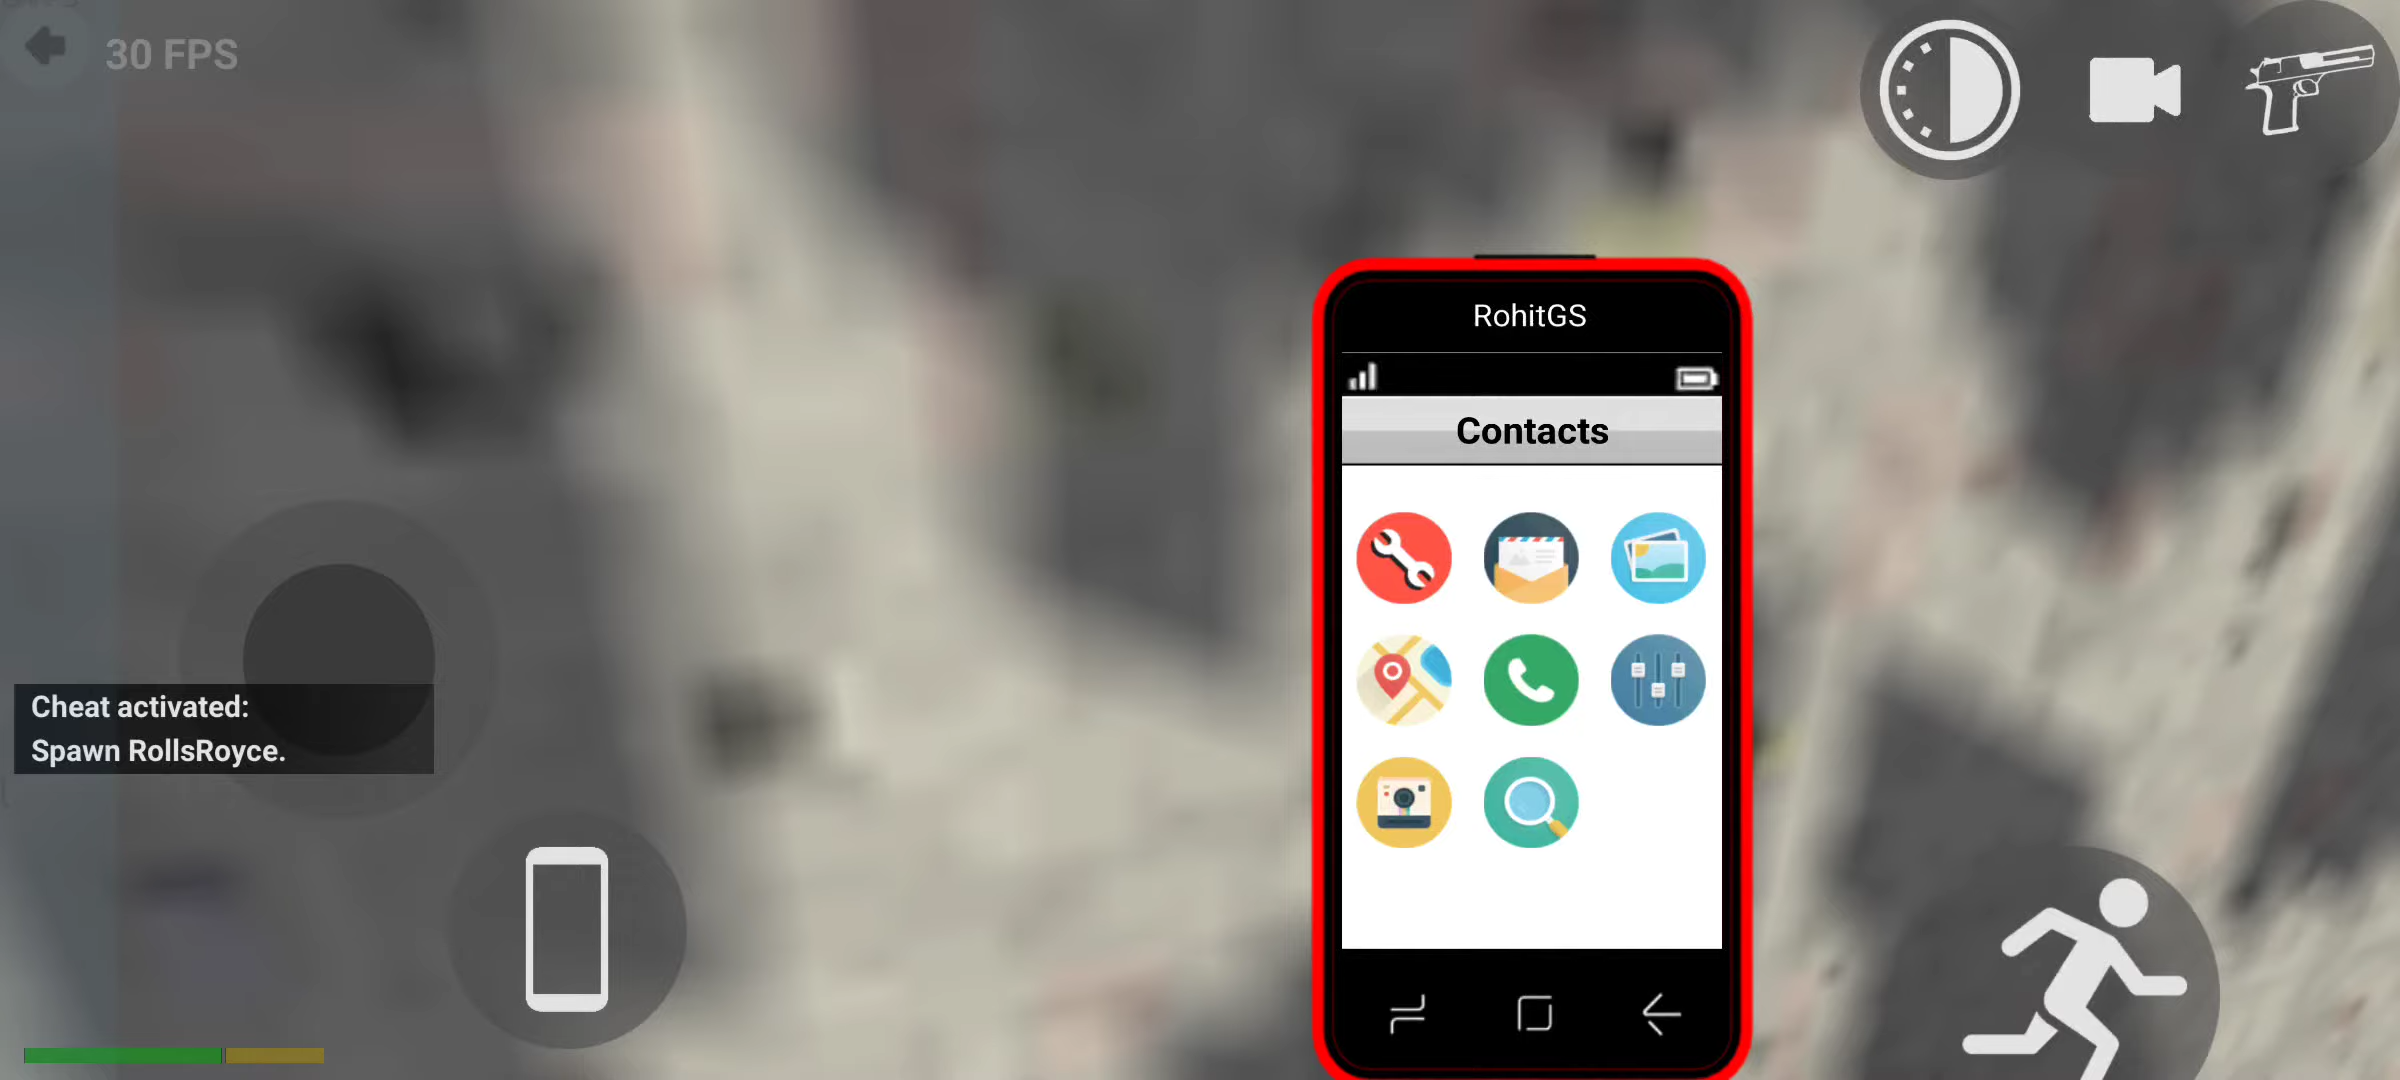 30 FPS
RohitGS
Contacts
Cheat activated:
Spawn RollsRoyce.